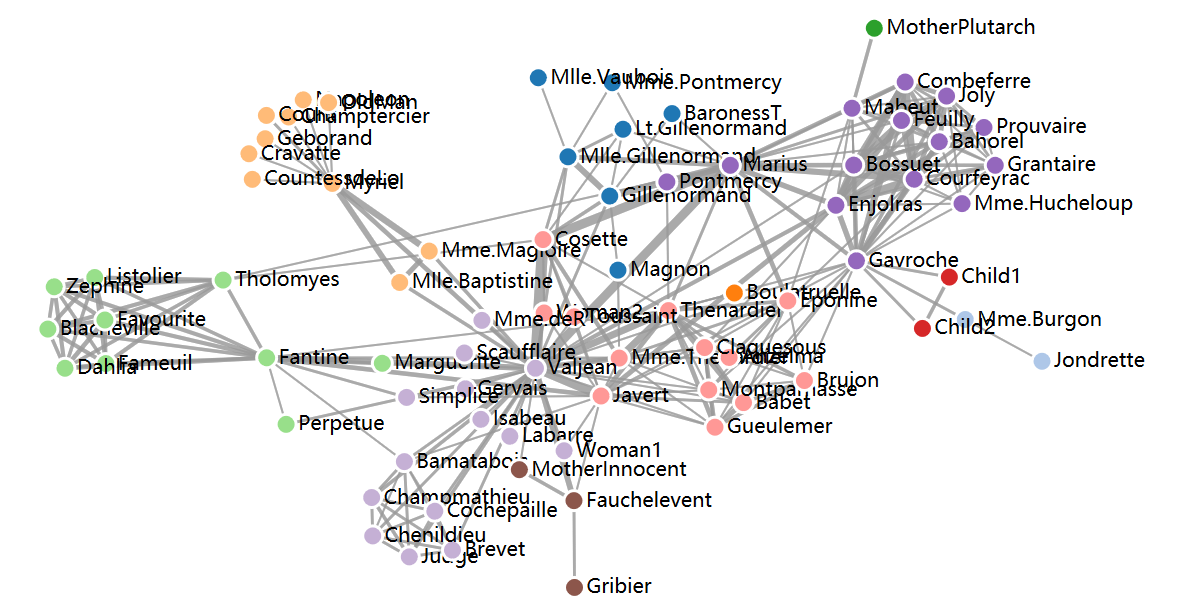 MotherPlutarch
Combeferre
Mlle.Vaubois
Mme.Pontmercy
Joly
Napoleon
OldMan
Mabeuf
BaronessT
Count
Champtercier
Feuilly
Prouvaire
Lt.Gillenormand
Geborand
Bahorel
Cravatte
Mlle.Gillenormand
Marius
Bossuet
Grantaire
CountessdeLo
Myriel
Pontmercy
Courfeyrac
Gillenormand
Enjolras
Mme.Hucheloup
Cosette
Mme.Magloire
Gavroche
Magnon
Child1
Listolier
Tholomyes
Mlle.Baptistine
Zephine
Boulatruelle
Eponine
Thenardier
Woman2
Toussaint
Mme.deR
Favourite
Mme.Burgon
Blacheville
Child2
Claquesous
Scaufflaire
Fantine
Mme.Thenardier
Anzelma
Jondrette
Fameuil
Marguerite
Dahlia
Valjean
Brujon
Gervais
Montparnasse
Simplice
Javert
Babet
Isabeau
Perpetue
Gueulemer
Labarre
Woman1
Bamatabois
MotherInnocent
Champmathieu
Fauchelevent
Cochepaille
Chenildieu
Brevet
Judge
Gribier